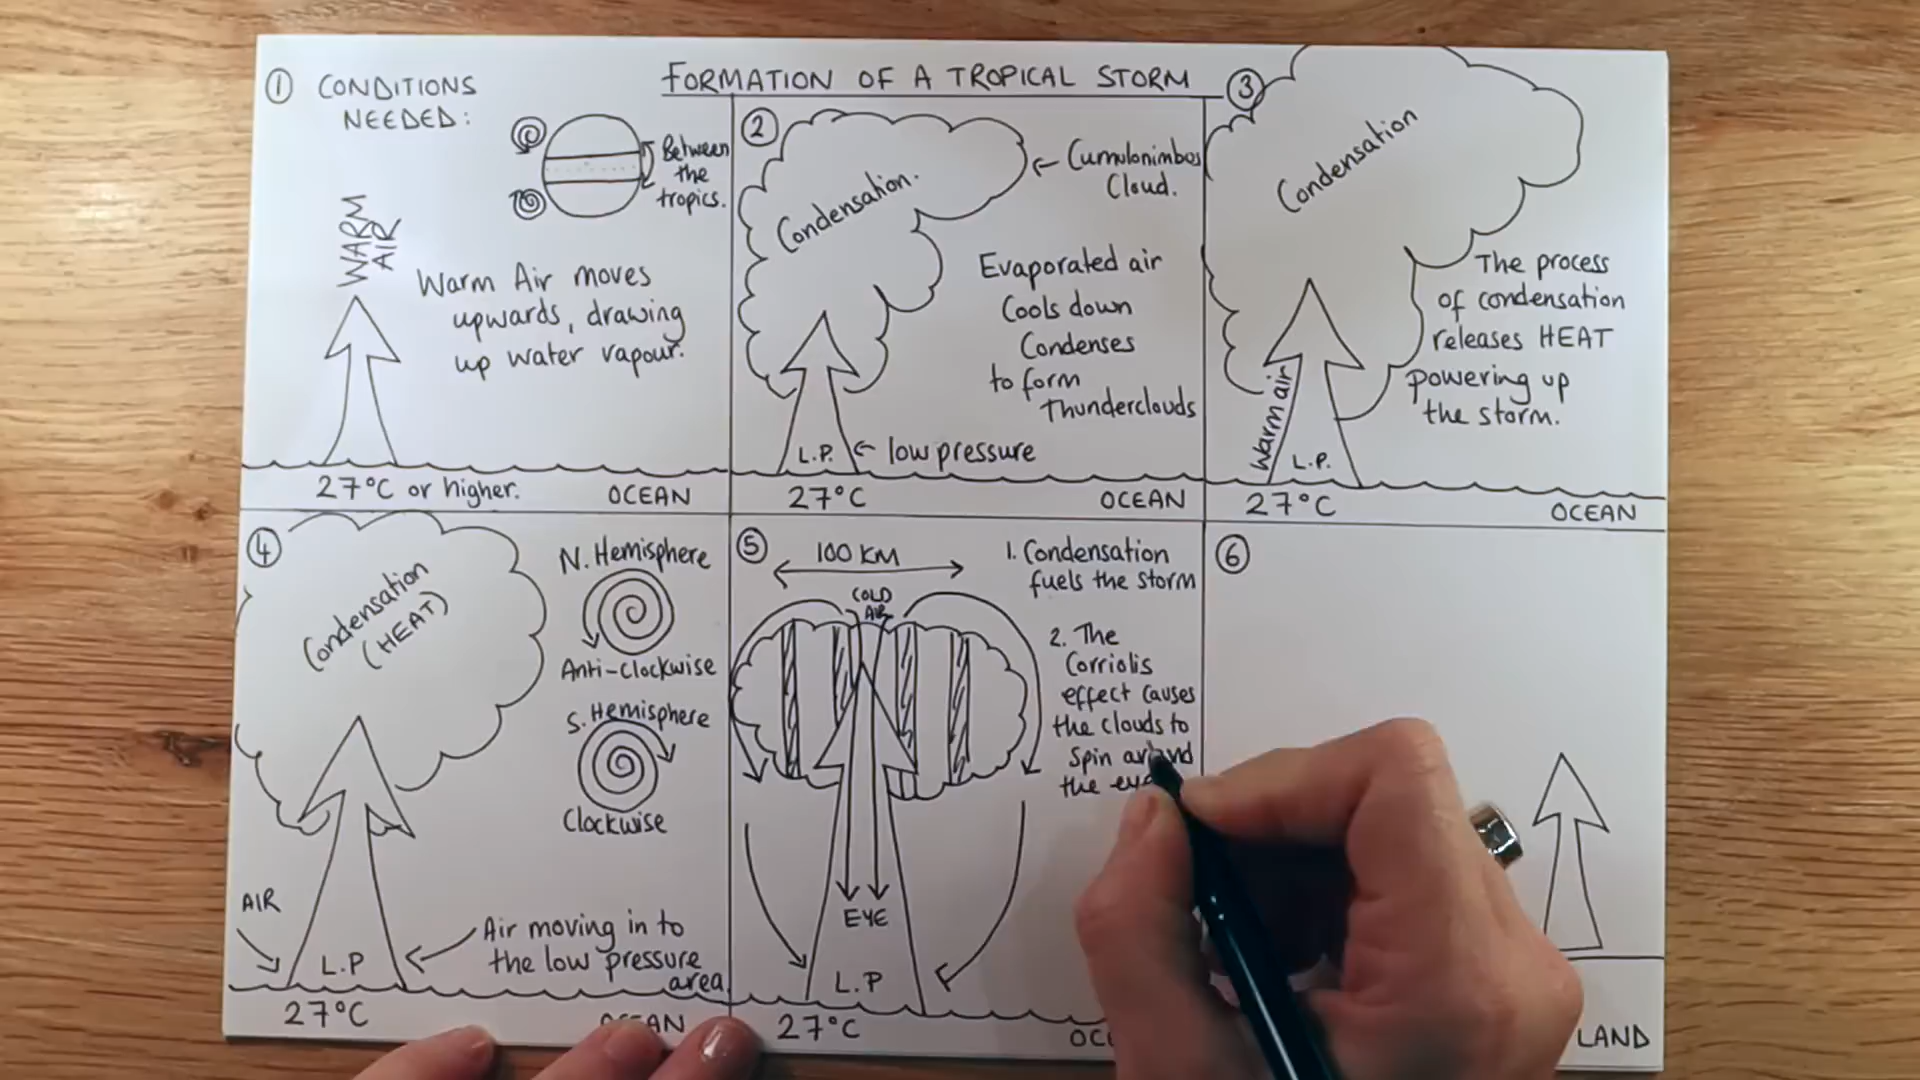 FORMATION OF A TROPICAL STORM
① CONDITIONS
NEEDED:
Between
the
tropics.
WARM
AIR
Warm Air moves
upwards, drawing
up water vapour.
27°C or higher.
OCEAN
②
Condensation.
Cumulonimbos
Cloud.
Evaporated air
Cools down
Condenses
to form
Thunderclouds
L.P.
low pressure
27°C
OCEAN
③
Condensation
The process
of condensation
releases HEAT
powering up
the storm.
Warm air
L.P.
27°C
OCEAN
④
Condensation
(HEAT)
N. Hemisphere
Anti-Clockwise
S. Hemisphere
Clockwise
AIR
Air moving in to
the low pressure
area.
L.P
27°C
⑤
100 KM
COLD
AIR
1. Condensation
fuels the storm
2. The
Corriolis
effect causes
the clouds to
Spin
the
EYE
L.P
27°C
⑥
LAND